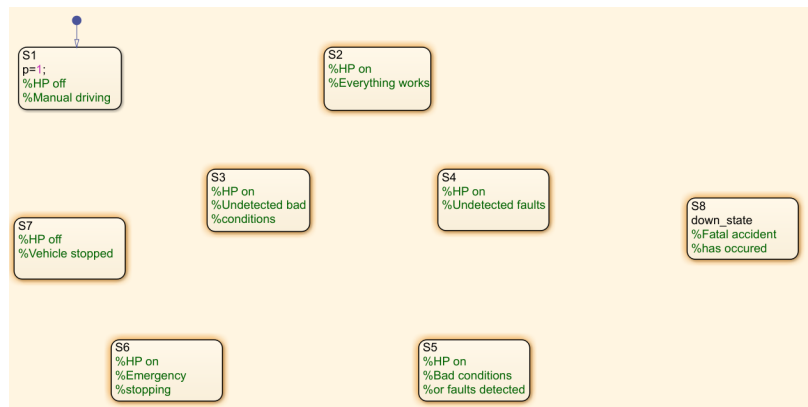 S1
p=1;
%HP off
%Manual driving
S2
%HP on
%Everything works
S3
%HP on
%Undetected bad
%conditions
S4
%HP on
%Undetected faults
S8
down_state
%Fatal accident
%has occured
S7
%HP off
%Vehicle stopped
S6
%HP on
%Emergency
%stopping
S5
%HP on
%Bad conditions
%or faults detected